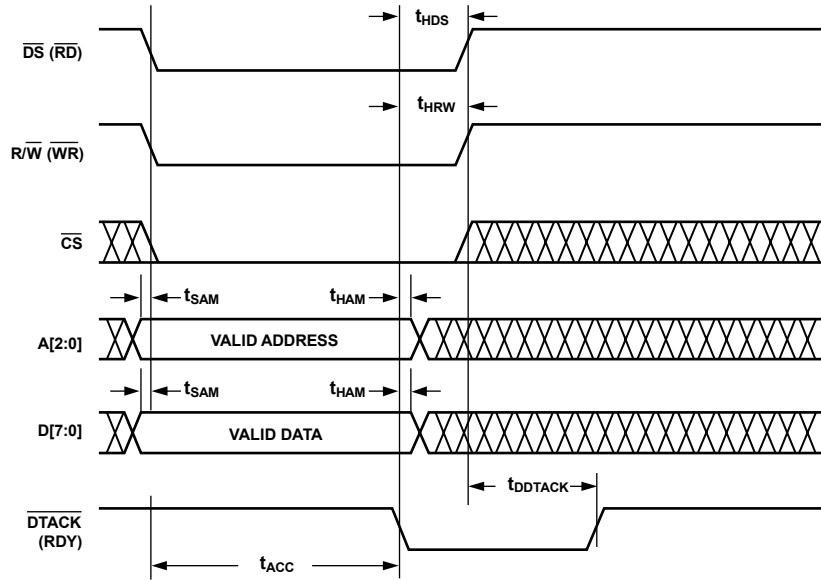 tHDS
DS (RD)
tHRW
R/W (WR)
CS
tSAM tHAM
A[2:0] VALID ADDRESS
tSAM tHAM
D[7:0] VALID DATA
tDDTACK
DTACK
(RDY)
tACC